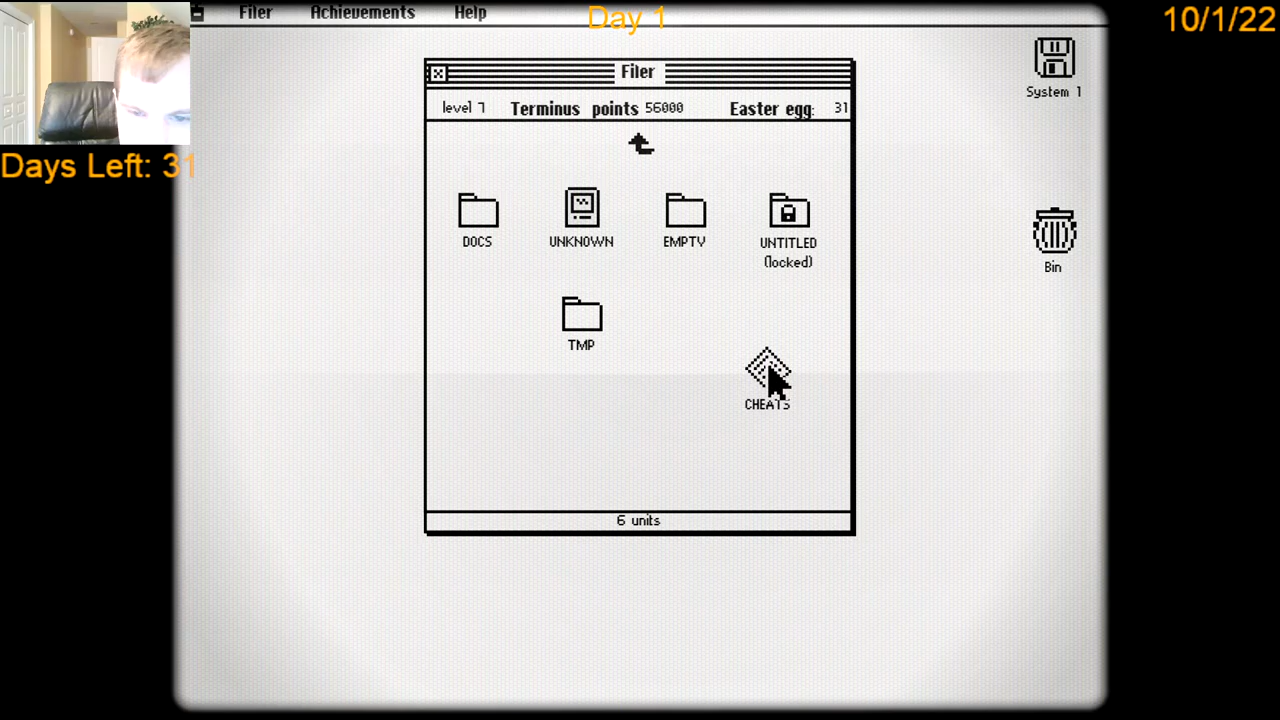 Filer Achievements Help
Day 1
10/1/22
System 1
Days Left: 31
Bin
Filer
level 7 Terminus points 56000 Easter egg: 31
DOCS UNKNOWN EMPTY UNTITLED
(locked)
TMP
CHEATS
6 units